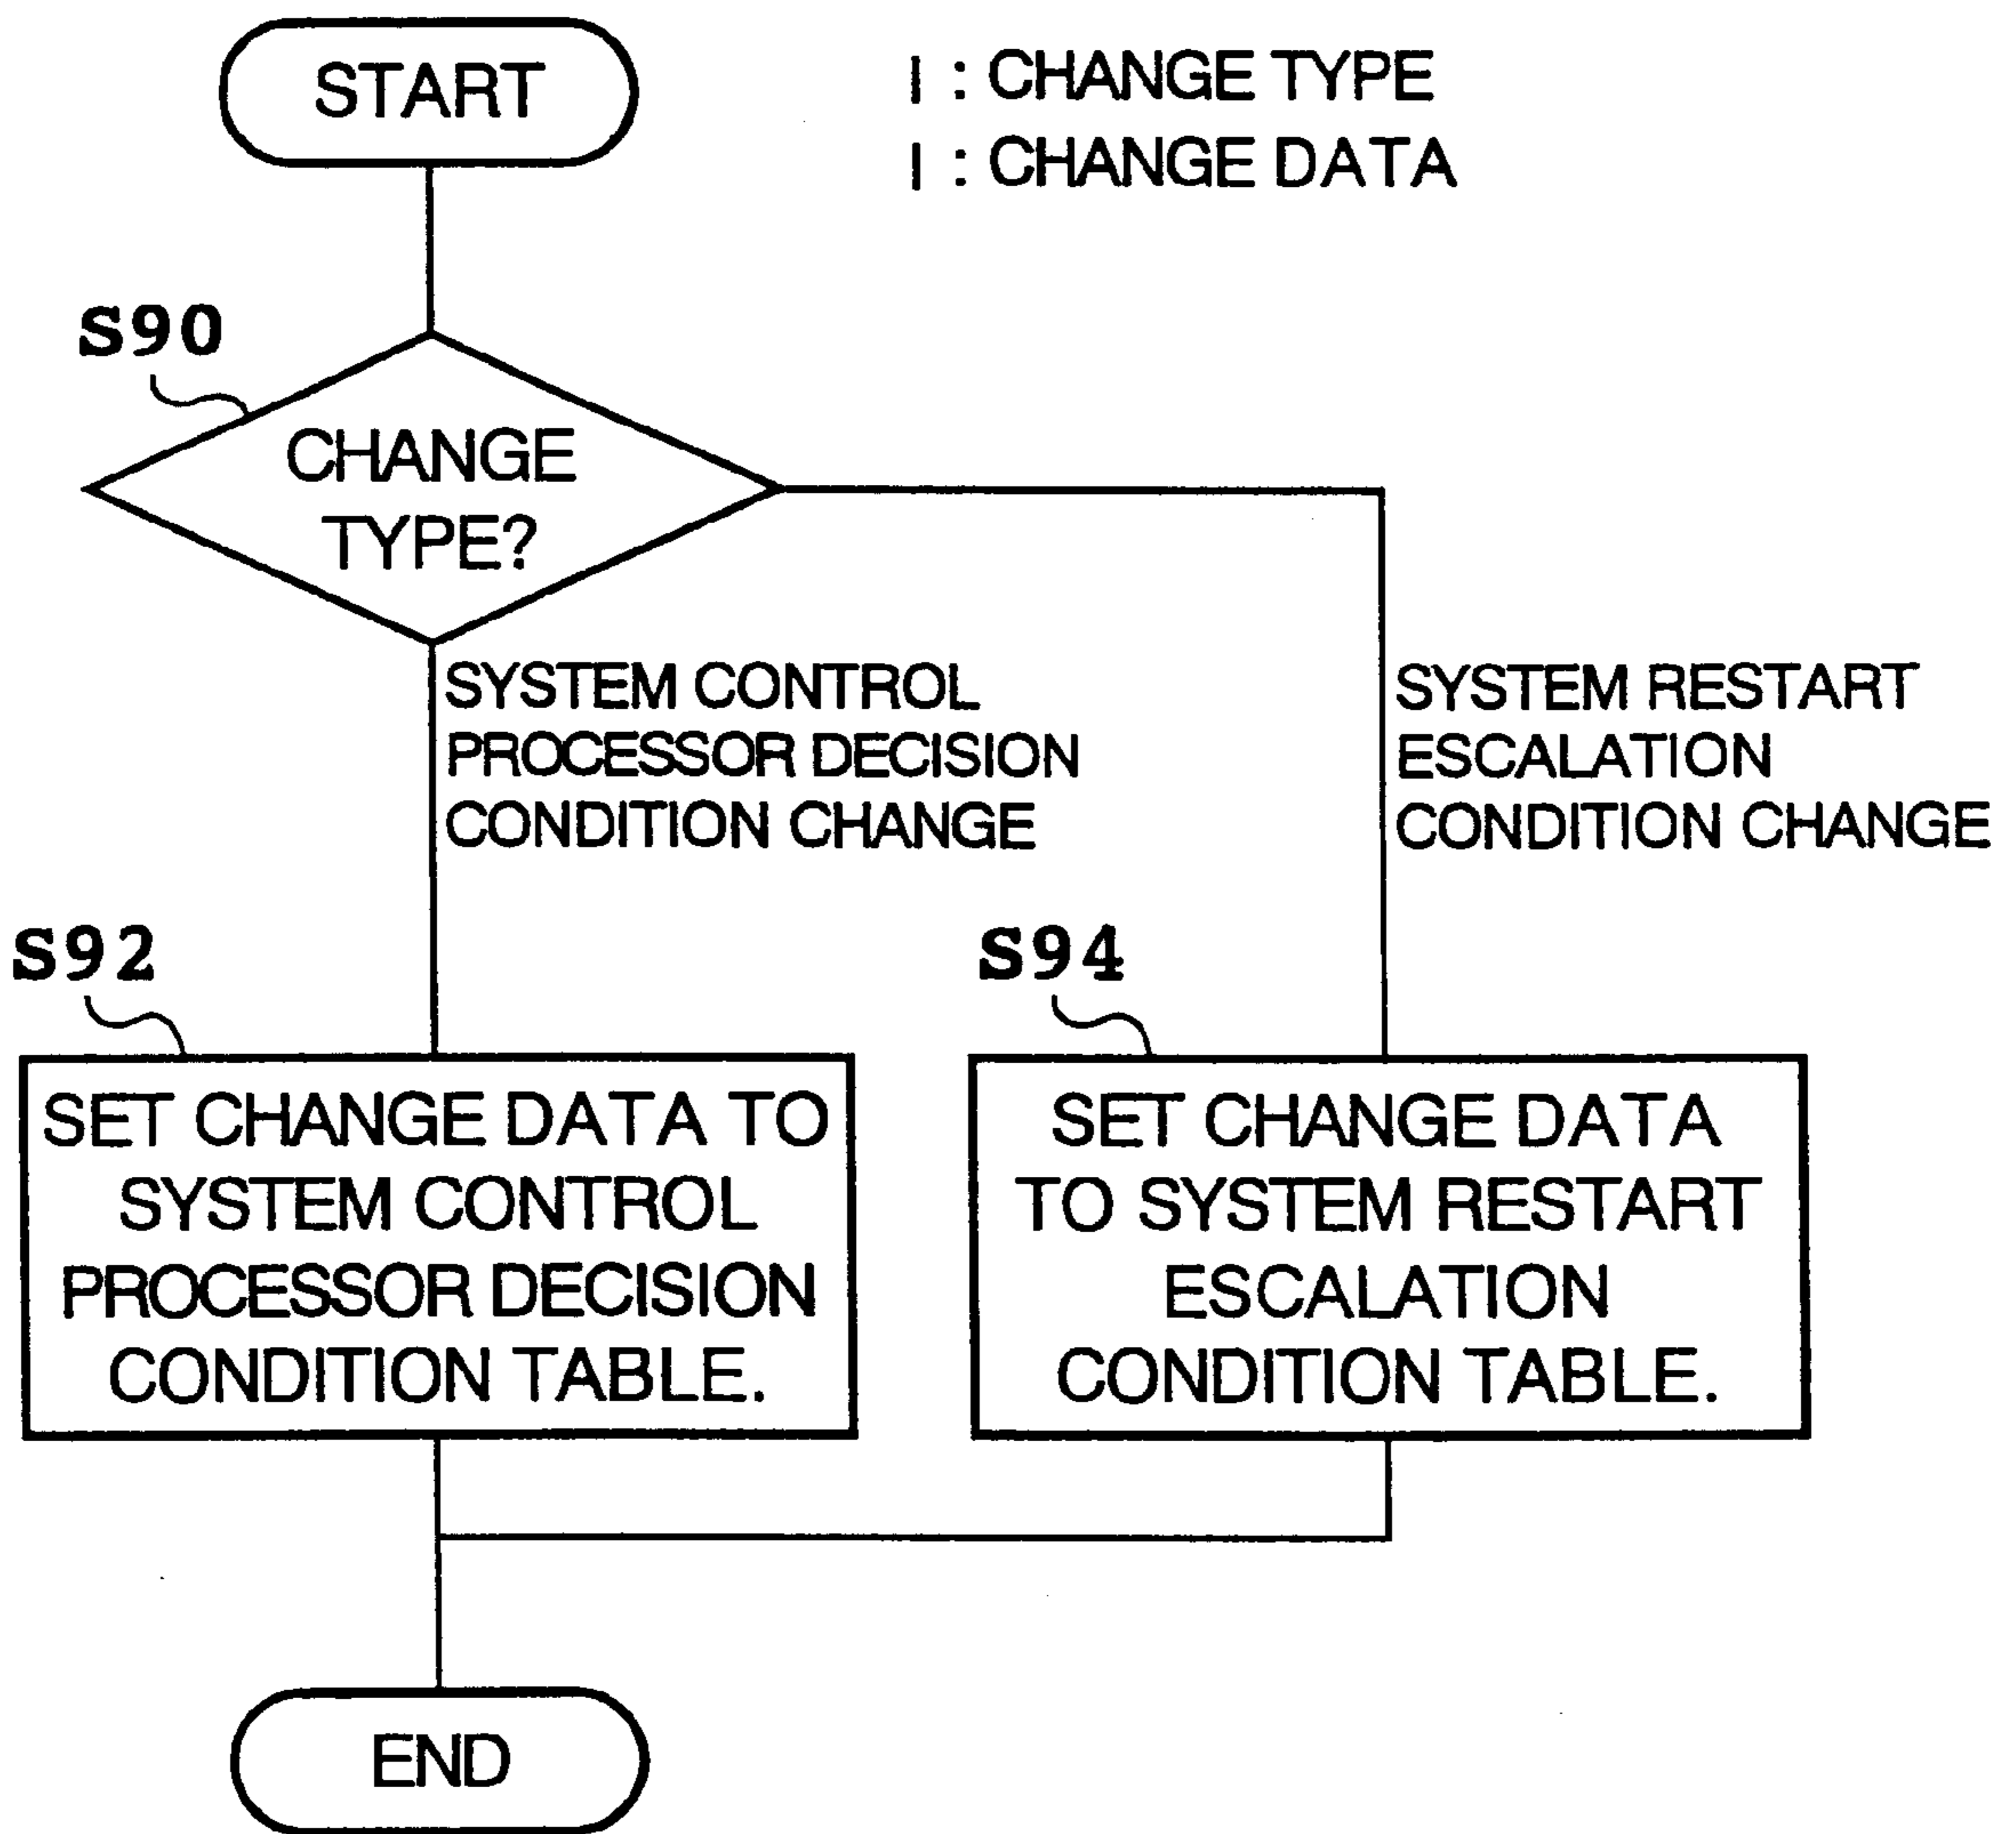 START
I : CHANGE TYPE
I : CHANGE DATA
S90
CHANGE
TYPE?
SYSTEM CONTROL
PROCESSOR DECISION
CONDITION CHANGE
SYSTEM RESTART
ESCALATION
CONDITION CHANGE
S92
SET CHANGE DATA TO
SYSTEM CONTROL
PROCESSOR DECISION
CONDITION TABLE.
S94
SET CHANGE DATA
TO SYSTEM RESTART
ESCALATION
CONDITION TABLE.
END